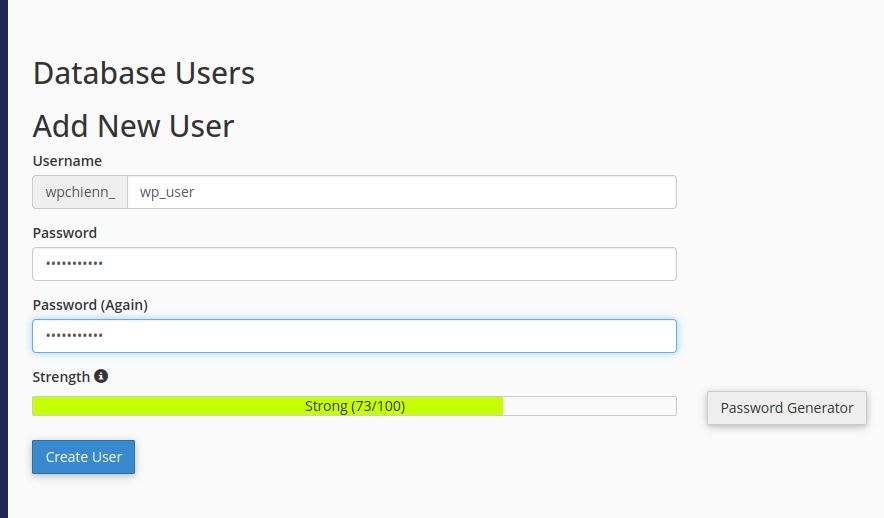 Database Users
Add New User
Username
wpchienn_ wp_user
Password
•••••••••••
Password (Again)
•••••••••••
Strength
Strong (73/100)
Password Generator
Create User